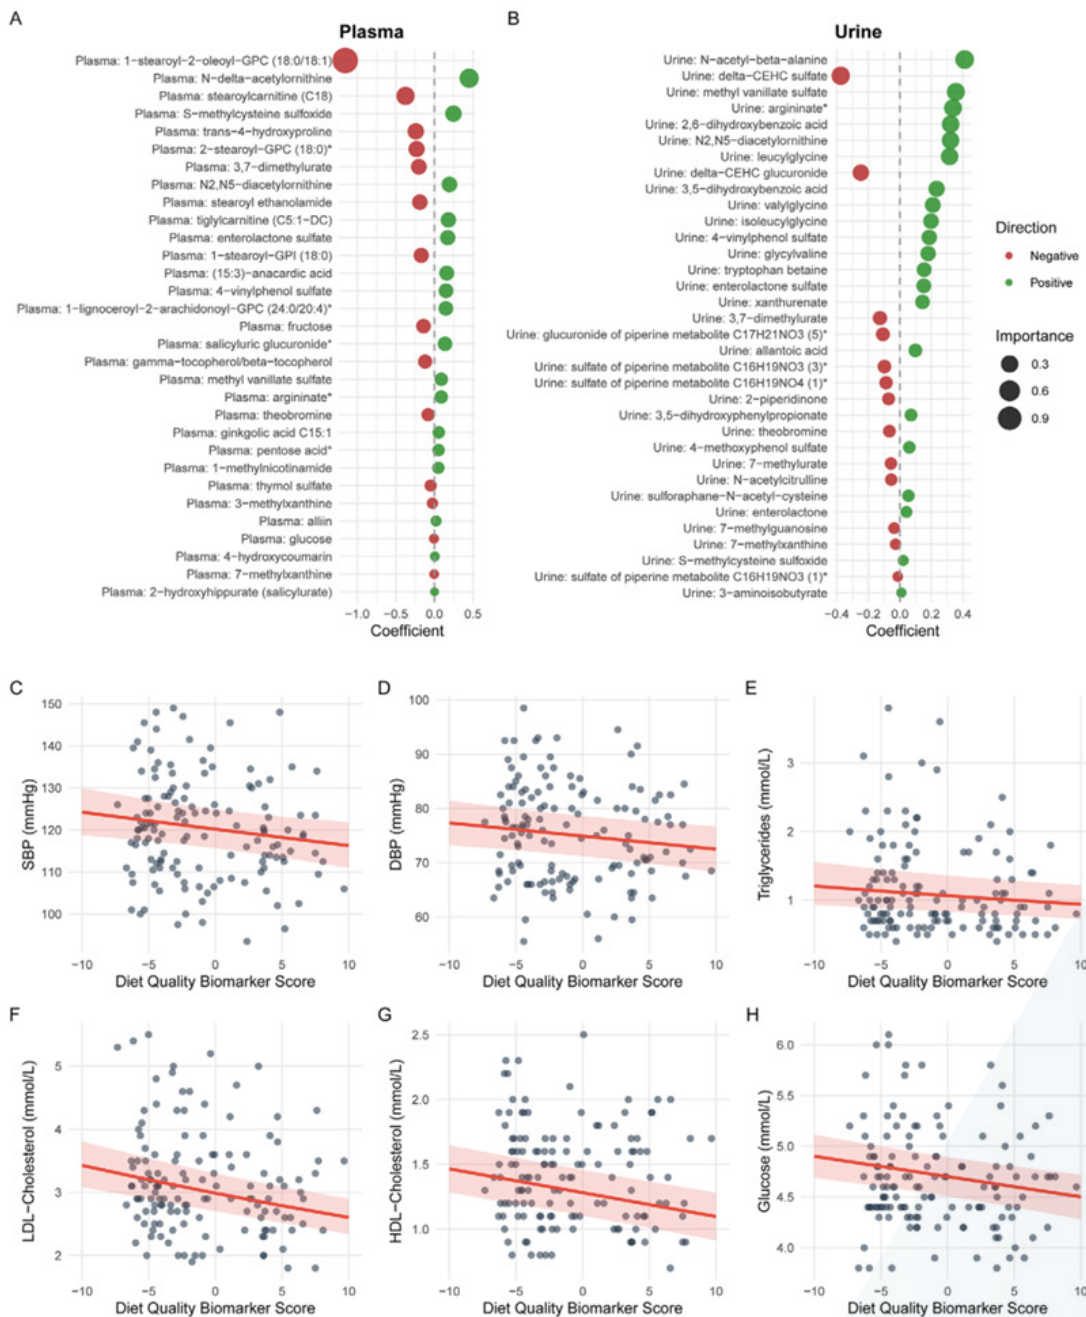 A
Plasma
Plasma: 1-stearoyl-2-oleoyl-GPC (18:0/18:1)
Plasma: N-delta-acetylornithine
Plasma: stearoylcarnitine (C18)
Plasma: S-methylcysteine sulfoxide
Plasma: trans-4-hydroxyproline
Plasma: 2-stearoyl-GPC (18:0)*
Plasma: 3,7-dimethylurate
Plasma: N2,N5-diacetylornithine
Plasma: stearoyl ethanolamide
Plasma: tiglylcarnitine (C5:1-DC)
Plasma: enterolactone sulfate
Plasma: 1-stearoyl-GPI (18:0)
Plasma: (15:3)-anacardic acid
Plasma: 4-vinylphenol sulfate
Plasma: 1-lignoceroyl-2-arachidonoyl-GPC (24:0/20:4)*
Plasma: fructose
Plasma: salicyluric glucuronide*
Plasma: gamma-tocopherol/beta-tocopherol
Plasma: methyl vanillate sulfate
Plasma: argininate*
Plasma: theobromine
Plasma: ginkgolic acid C15:1
Plasma: pentose acid*
Plasma: 1-methylnicotinamide
Plasma: thymol sulfate
Plasma: 3-methylxanthine
Plasma: alliin
Plasma: glucose
Plasma: 4-hydroxycoumarin
Plasma: 7-methylxanthine
Plasma: 2-hydroxyhippurate (salicylurate)
−1.0 −0.5 0.0 0.5
Coefficient
B
Urine
Urine: N-acetyl-beta-alanine
Urine: delta-CEHC sulfate
Urine: methyl vanillate sulfate
Urine: argininate*
Urine: 2,6-dihydroxybenzoic acid
Urine: N2,N5-diacetylornithine
Urine: leucylglycine
Urine: delta-CEHC glucuronide
Urine: 3,5-dihydroxybenzoic acid
Urine: valylglycine
Urine: isoleucylglycine
Urine: 4-vinylphenol sulfate
Urine: glycylvaline
Urine: tryptophan betaine
Urine: enterolactone sulfate
Urine: xanthurenate
Urine: 3,7-dimethylurate
Urine: glucuronide of piperine metabolite C17H21NO3 (5)*
Urine: allantoic acid
Urine: sulfate of piperine metabolite C16H19NO3 (3)*
Urine: sulfate of piperine metabolite C16H19NO4 (1)*
Urine: 2-piperidinone
Urine: 3,5-dihydroxyphenylpropionate
Urine: theobromine
Urine: 4-methoxyphenol sulfate
Urine: 7-methylurate
Urine: N-acetylcitrulline
Urine: sulforaphane-N-acetyl-cysteine
Urine: enterolactone
Urine: 7-methylguanosine
Urine: 7-methylxanthine
Urine: S-methylcysteine sulfoxide
Urine: sulfate of piperine metabolite C16H19NO3 (1)*
Urine: 3-aminoisobutyrate
−0.4 −0.2 0.0 0.2 0.4
Coefficient
Direction
Negative
Positive
Importance
0.3
0.6
0.9
C
SBP (mmHg)
150
140
130
120
110
100
−10 −5 0 5 10
Diet Quality Biomarker Score
D
DBP (mmHg)
100
90
80
70
60
−10 −5 0 5 10
Diet Quality Biomarker Score
E
Triglycerides (mmol/L)
3
2
1
−10 −5 0 5 10
Diet Quality Biomarker Score
F
LDL−Cholesterol (mmol/L)
5
4
3
2
−10 −5 0 5 10
Diet Quality Biomarker Score
G
HDL−Cholesterol (mmol/L)
2.5
2.0
1.5
1.0
−10 −5 0 5 10
Diet Quality Biomarker Score
H
Glucose (mmol/L)
6.0
5.5
5.0
4.5
4.0
−10 −5 0 5 10
Diet Quality Biomarker Score